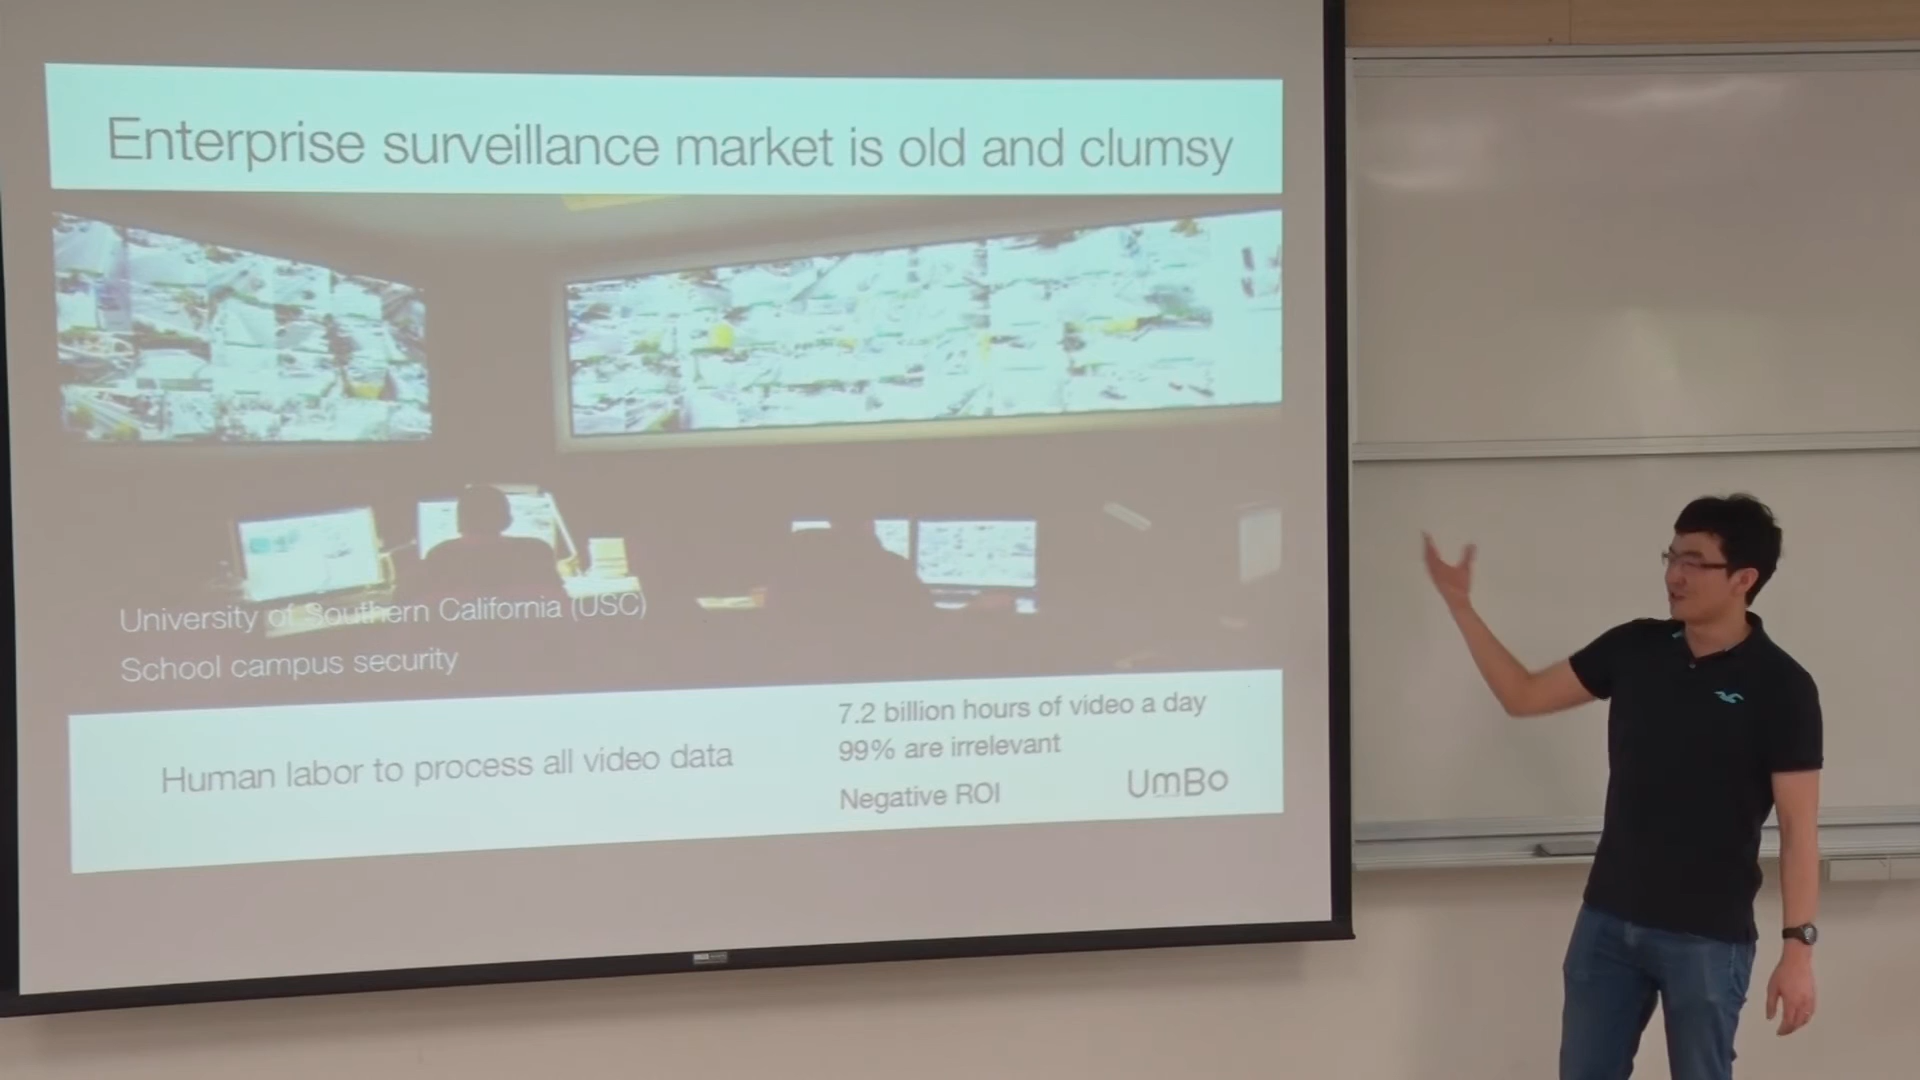 Enterprise surveillance market is old and clumsy
University of Southern California (USC)
School campus security
Human labor to process all video data
7.2 billion hours of video a day
99% are irrelevant
Negative ROI
UmBo